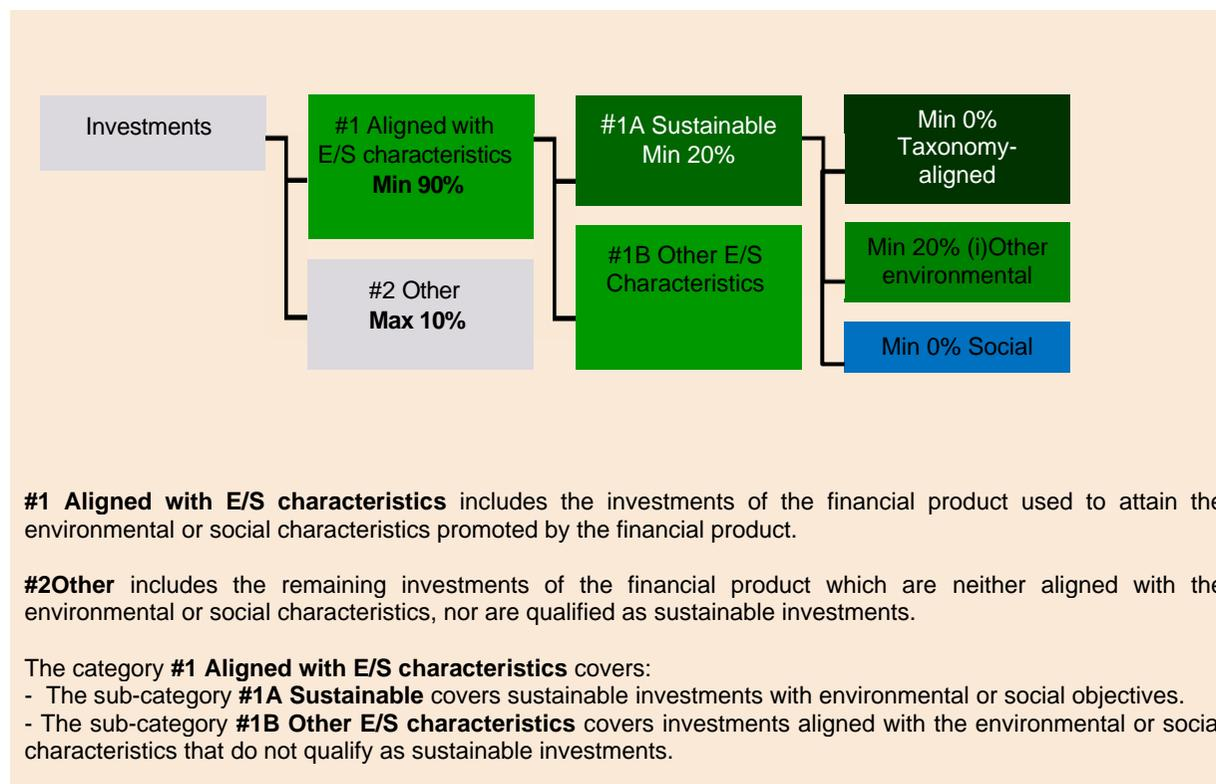 Investments
#1 Aligned with
E/S characteristics
Min 90%
#2 Other
Max 10%
#1A Sustainable
Min 20%
#1B Other E/S
Characteristics
Min 0%
Taxonomy-
aligned
Min 20% (i)Other
environmental
Min 0% Social
#1 Aligned with E/S characteristics includes the investments of the financial product used to attain the
environmental or social characteristics promoted by the financial product.
#2Other includes the remaining investments of the financial product which are neither aligned with the
environmental or social characteristics, nor are qualified as sustainable investments.
The category #1 Aligned with E/S characteristics covers:
- The sub-category #1A Sustainable covers sustainable investments with environmental or social objectives.
- The sub-category #1B Other E/S characteristics covers investments aligned with the environmental or social
characteristics that do not qualify as sustainable investments.